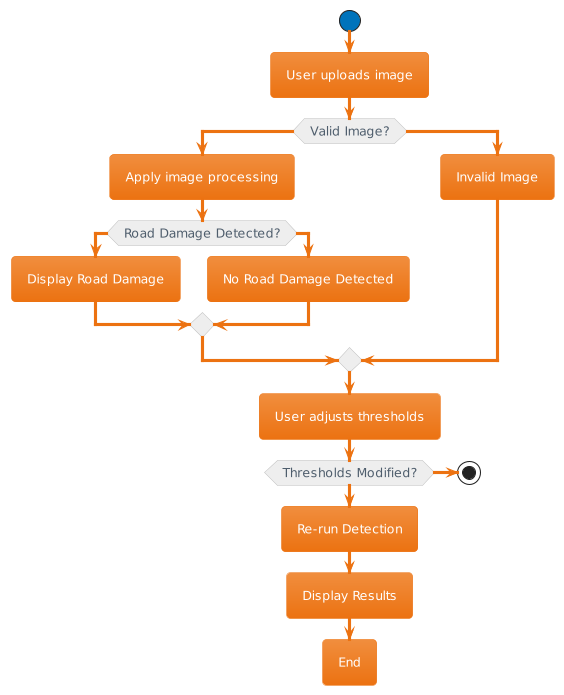 User uploads image
Valid Image?
Apply image processing
Invalid Image
Road Damage Detected?
Display Road Damage
No Road Damage Detected
User adjusts thresholds
Thresholds Modified?
Re-run Detection
Display Results
End